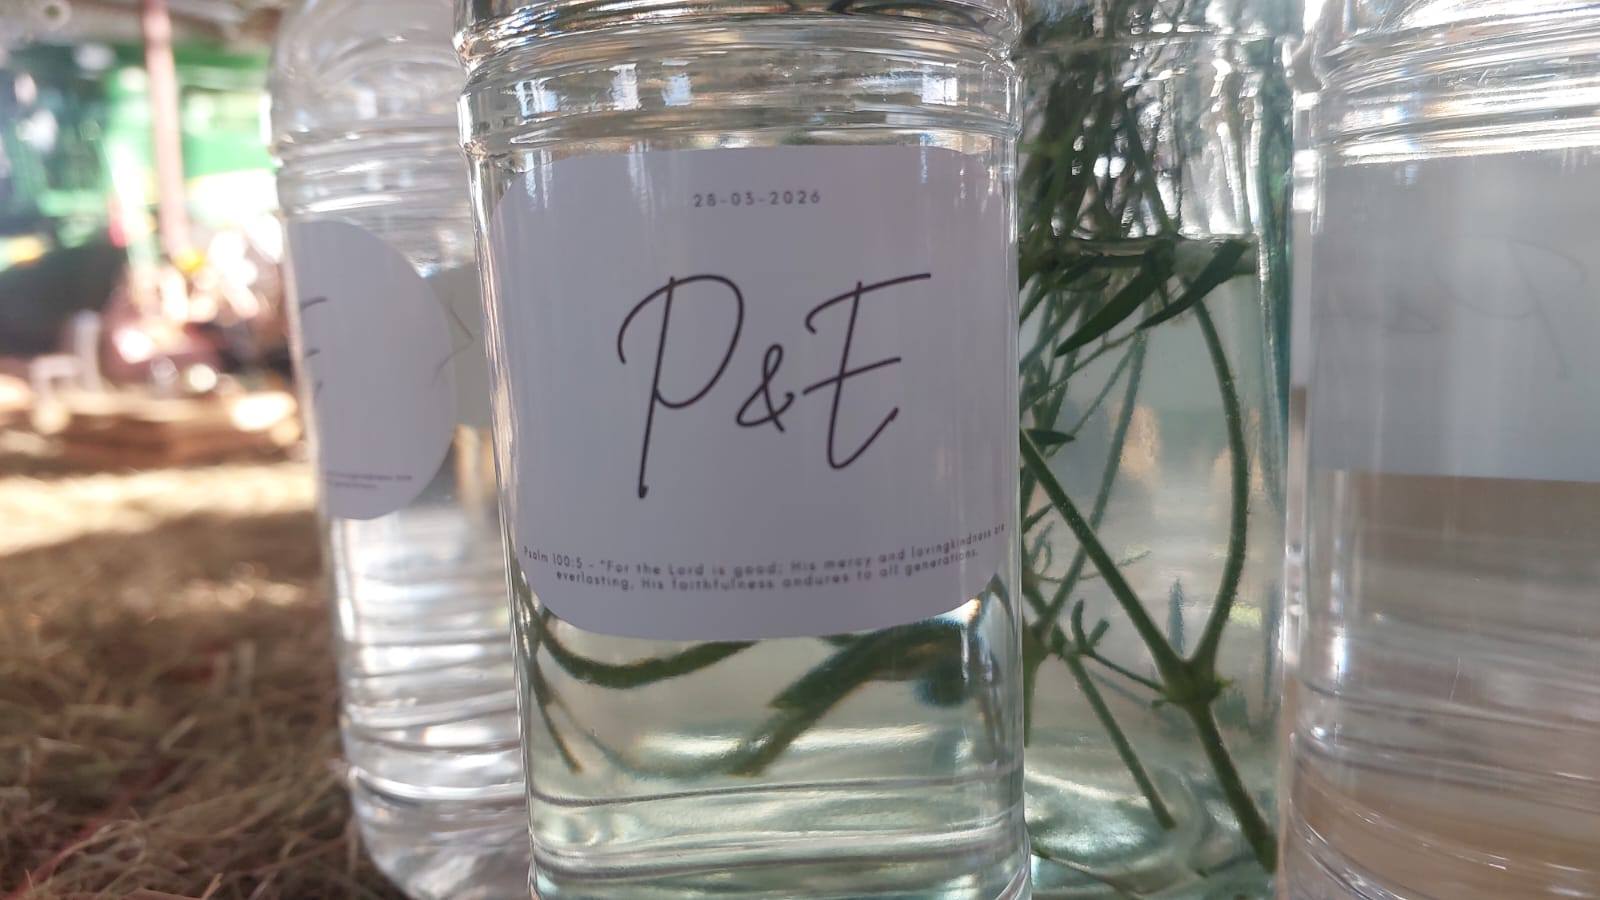 28-03-2026
P&E
Psalm 100:5 - "For the Lord is good; His mercy and lovingkindness are
everlasting, His faithfulness endures to all generations.